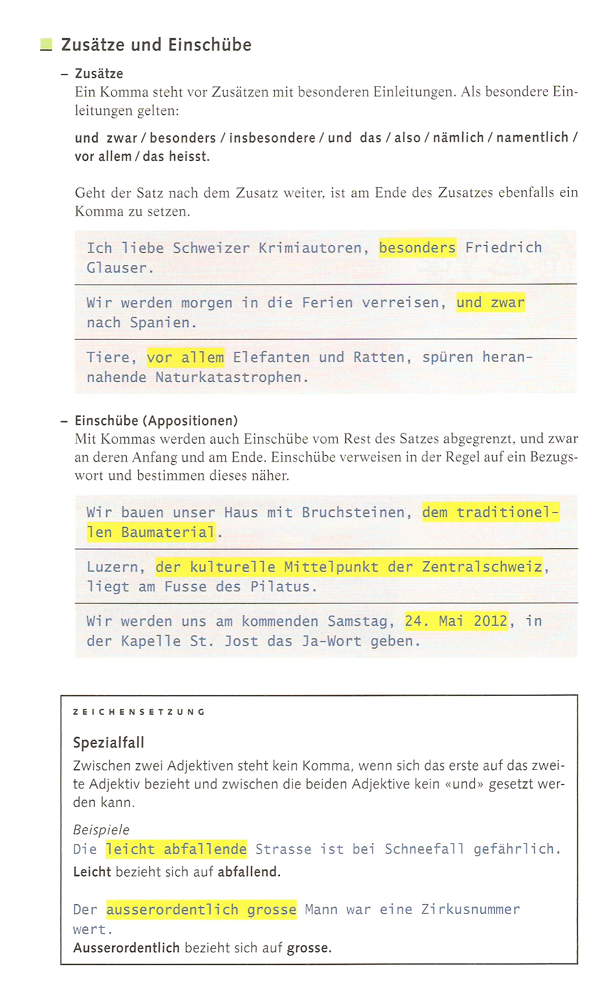 Zusätze und Einschübe
– Zusätze
Ein Komma steht vor Zusätzen mit besonderen Einleitungen. Als besondere Ein-
leitungen gelten:
und zwar / besonders / insbesondere / und das / also / nämlich / namentlich /
vor allem / das heisst.
Geht der Satz nach dem Zusatz weiter, ist am Ende des Zusatzes ebenfalls ein
Komma zu setzen.
Ich liebe Schweizer Krimiautoren, besonders Friedrich
Glauser.
Wir werden morgen in die Ferien verreisen, und zwar
nach Spanien.
Tiere, vor allem Elefanten und Ratten, spüren heran-
nahende Naturkatastrophen.
– Einschübe (Appositionen)
Mit Kommas werden auch Einschübe vom Rest des Satzes abgegrenzt, und zwar
an deren Anfang und am Ende. Einschübe verweisen in der Regel auf ein Bezugs-
wort und bestimmen dieses näher.
Wir bauen unser Haus mit Bruchsteinen, dem traditionel-
len Baumaterial.
Luzern, der kulturelle Mittelpunkt der Zentralschweiz,
liegt am Fusse des Pilatus.
Wir werden uns am kommenden Samstag, 24. Mai 2012, in
der Kapelle St. Jost das Ja-Wort geben.
ZEICHENSETZUNG
Spezialfall
Zwischen zwei Adjektiven steht kein Komma, wenn sich das erste auf das zwei-
te Adjektiv bezieht und zwischen die beiden Adjektive kein «und» gesetzt wer-
den kann.
Beispiele
Die leicht abfallende Strasse ist bei Schneefall gefährlich.
Leicht bezieht sich auf abfallend.
Der ausserordentlich grosse Mann war eine Zirkusnummer
wert.
Ausserordentlich bezieht sich auf grosse.